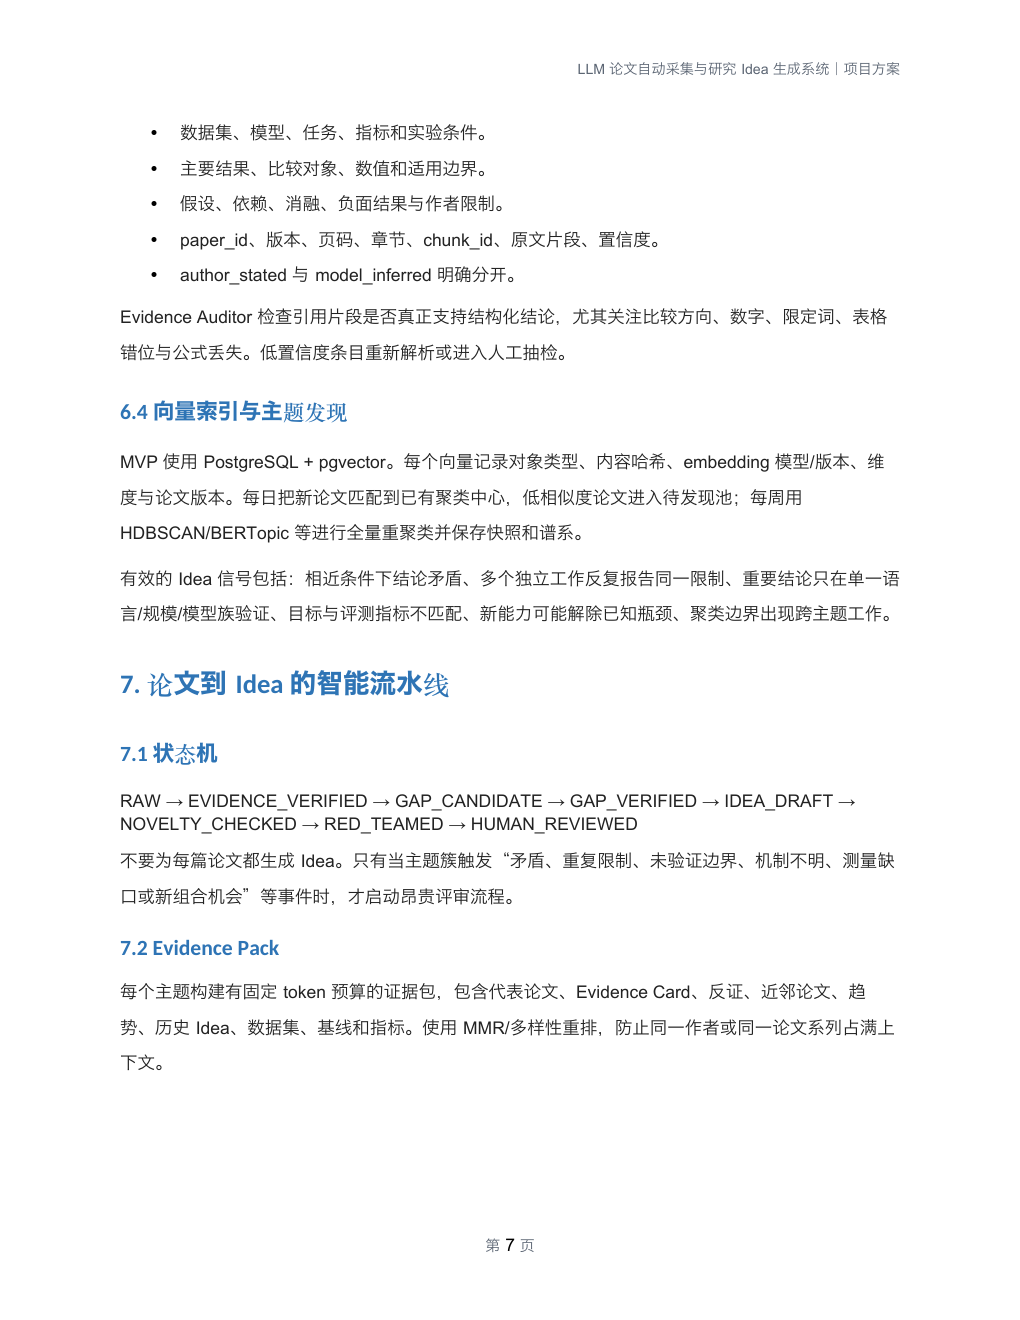 LLM 论文自动采集与研究 Idea 生成系统｜项目方案
• 数据集、模型、任务、指标和实验条件。
• 主要结果、比较对象、数值和适用边界。
• 假设、依赖、消融、负面结果与作者限制。
• paper_id、版本、页码、章节、chunk_id、原文片段、置信度。
• author_stated 与 model_inferred 明确分开。
Evidence Auditor 检查引用片段是否真正支持结构化结论，尤其关注比较方向、数字、限定词、表格
错位与公式丢失。低置信度条目重新解析或进入人工抽检。
6.4 向量索引与主题发现
MVP 使用 PostgreSQL + pgvector。每个向量记录对象类型、内容哈希、embedding 模型/版本、维
度与论文版本。每日把新论文匹配到已有聚类中心，低相似度论文进入待发现池；每周用
HDBSCAN/BERTopic 等进行全量重聚类并保存快照和谱系。
有效的 Idea 信号包括：相近条件下结论矛盾、多个独立工作反复报告同一限制、重要结论只在单一语
言/规模/模型族验证、目标与评测指标不匹配、新能力可能解除已知瓶颈、聚类边界出现跨主题工作。
7. 论文到 Idea 的智能流水线
7.1 状态机
RAW → EVIDENCE_VERIFIED → GAP_CANDIDATE → GAP_VERIFIED → IDEA_DRAFT →
NOVELTY_CHECKED → RED_TEAMED → HUMAN_REVIEWED
不要为每篇论文都生成 Idea。只有当主题簇触发“矛盾、重复限制、未验证边界、机制不明、测量缺
口或新组合机会”等事件时，才启动昂贵评审流程。
7.2 Evidence Pack
每个主题构建有固定 token 预算的证据包，包含代表论文、Evidence Card、反证、近邻论文、趋
势、历史 Idea、数据集、基线和指标。使用 MMR/多样性重排，防止同一作者或同一论文系列占满上
下文。
第 7 页